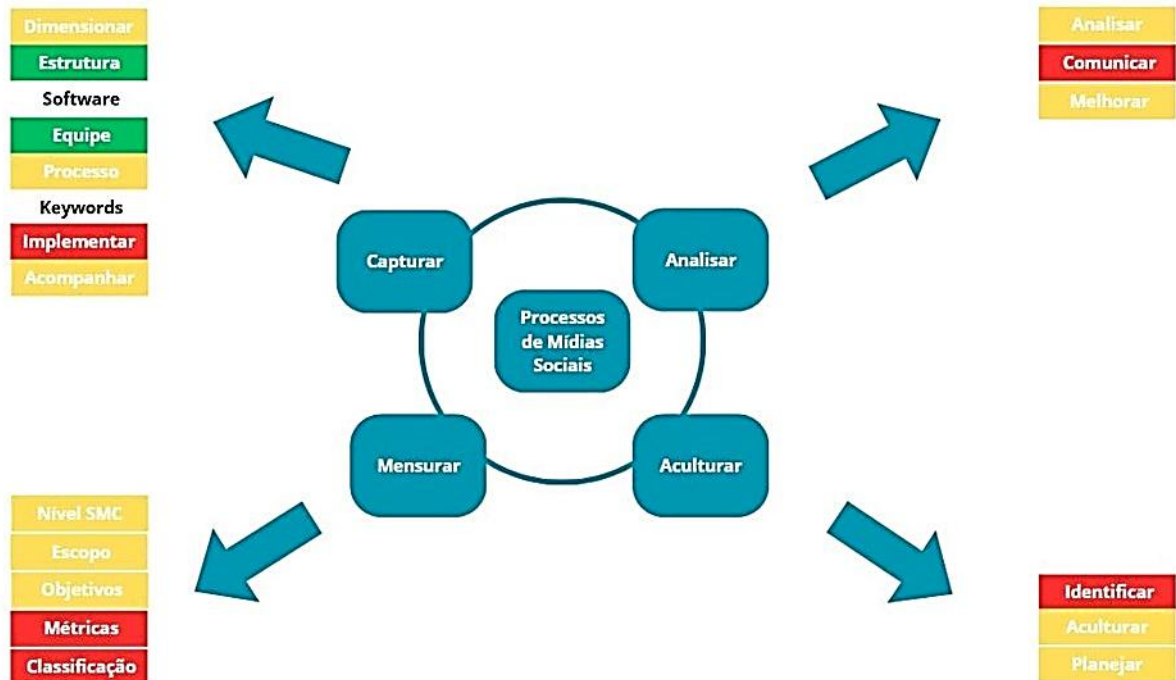 Dimensionar
Estrutura
Software
Equipe
Processo
Keywords
Implementar
Acompanhar
Analisar
Comunicar
Melhorar
Capturar
Analisar
Processos
de Mídias
Sociais
Mensurar
Aculturar
Nível SMC
Escopo
Objetivos
Métricas
Classificação
Identificar
Aculturar
Planejar